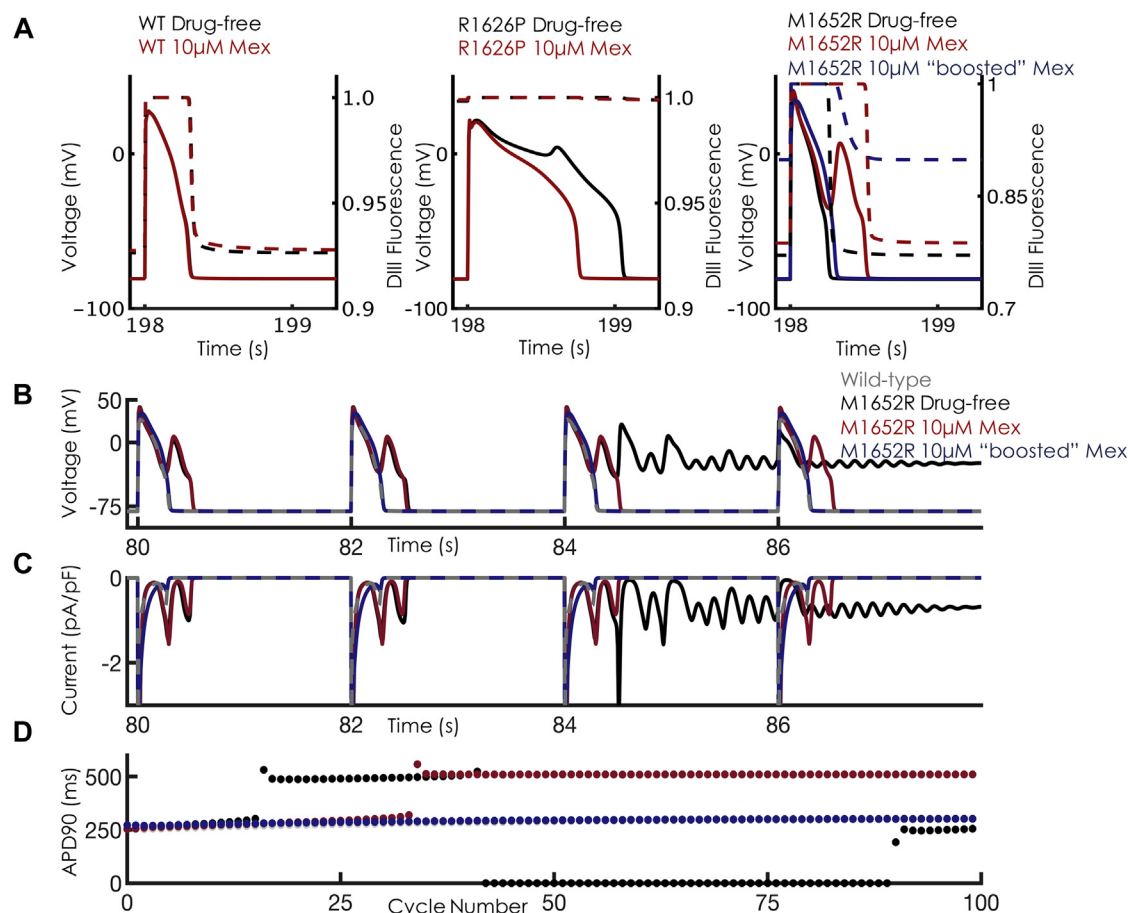 A
WT Drug-free
WT 10µM Mex
R1626P Drug-free
R1626P 10µM Mex
M1652R Drug-free
M1652R 10µM Mex
M1652R 10µM “boosted” Mex
Voltage (mV)
0
−100
198
199
Time (s)
1.0
0.95
0.9
DIII Fluorescence
Voltage (mV)
0
-100
198
199
Time (s)
1.0
0.95
0.9
DIII Fluorescence
Voltage (mV)
0
-100
198
199
Time (s)
1
0.85
0.7
DIII Fluorescence
B
Wild-type
M1652R Drug-free
M1652R 10µM Mex
M1652R 10µM “boosted” Mex
Voltage (mV)
50
0
-75
80
82
84
86
Time (s)
C
Current (pA/pF)
0
-2
80
82
84
86
Time (s)
D
APD90 (ms)
500
250
0
0
25
50
75
100
Cycle Number